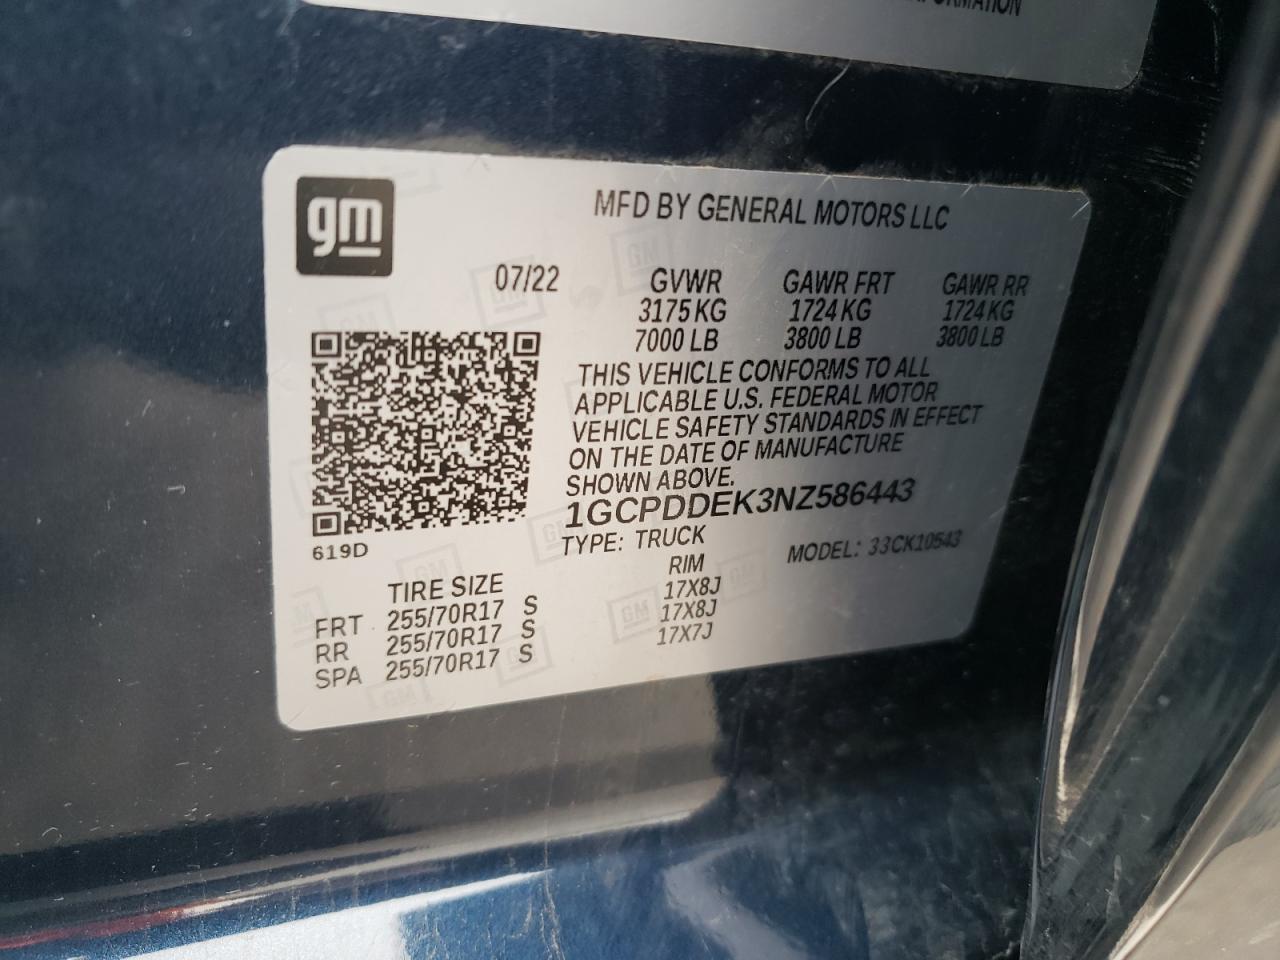 gm
MFD BY GENERAL MOTORS LLC
07/22
GVWR GAWR FRT GAWR RR
3175 KG 1724 KG 1724 KG
7000 LB 3800 LB 3800 LB
THIS VEHICLE CONFORMS TO ALL
APPLICABLE U.S. FEDERAL MOTOR
VEHICLE SAFETY STANDARDS IN EFFECT
ON THE DATE OF MANUFACTURE
SHOWN ABOVE.
1GCPDDEK3NZ586443
619D
TYPE: TRUCK MODEL: 33CK10543
TIRE SIZE RIM
FRT 255/70R17 S 17X8J
RR 255/70R17 S 17X8J
SPA 255/70R17 S 17X7J